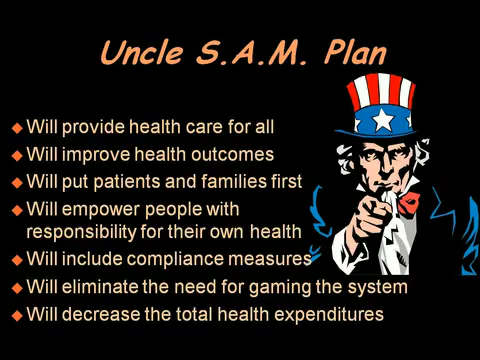 Uncle S.A.M. Plan
Will provide health care for all
Will improve health outcomes
Will put patients and families first
Will empower people with
responsibility for their own health
Will include compliance measures
Will eliminate the need for gaming the system
Will decrease the total health expenditures